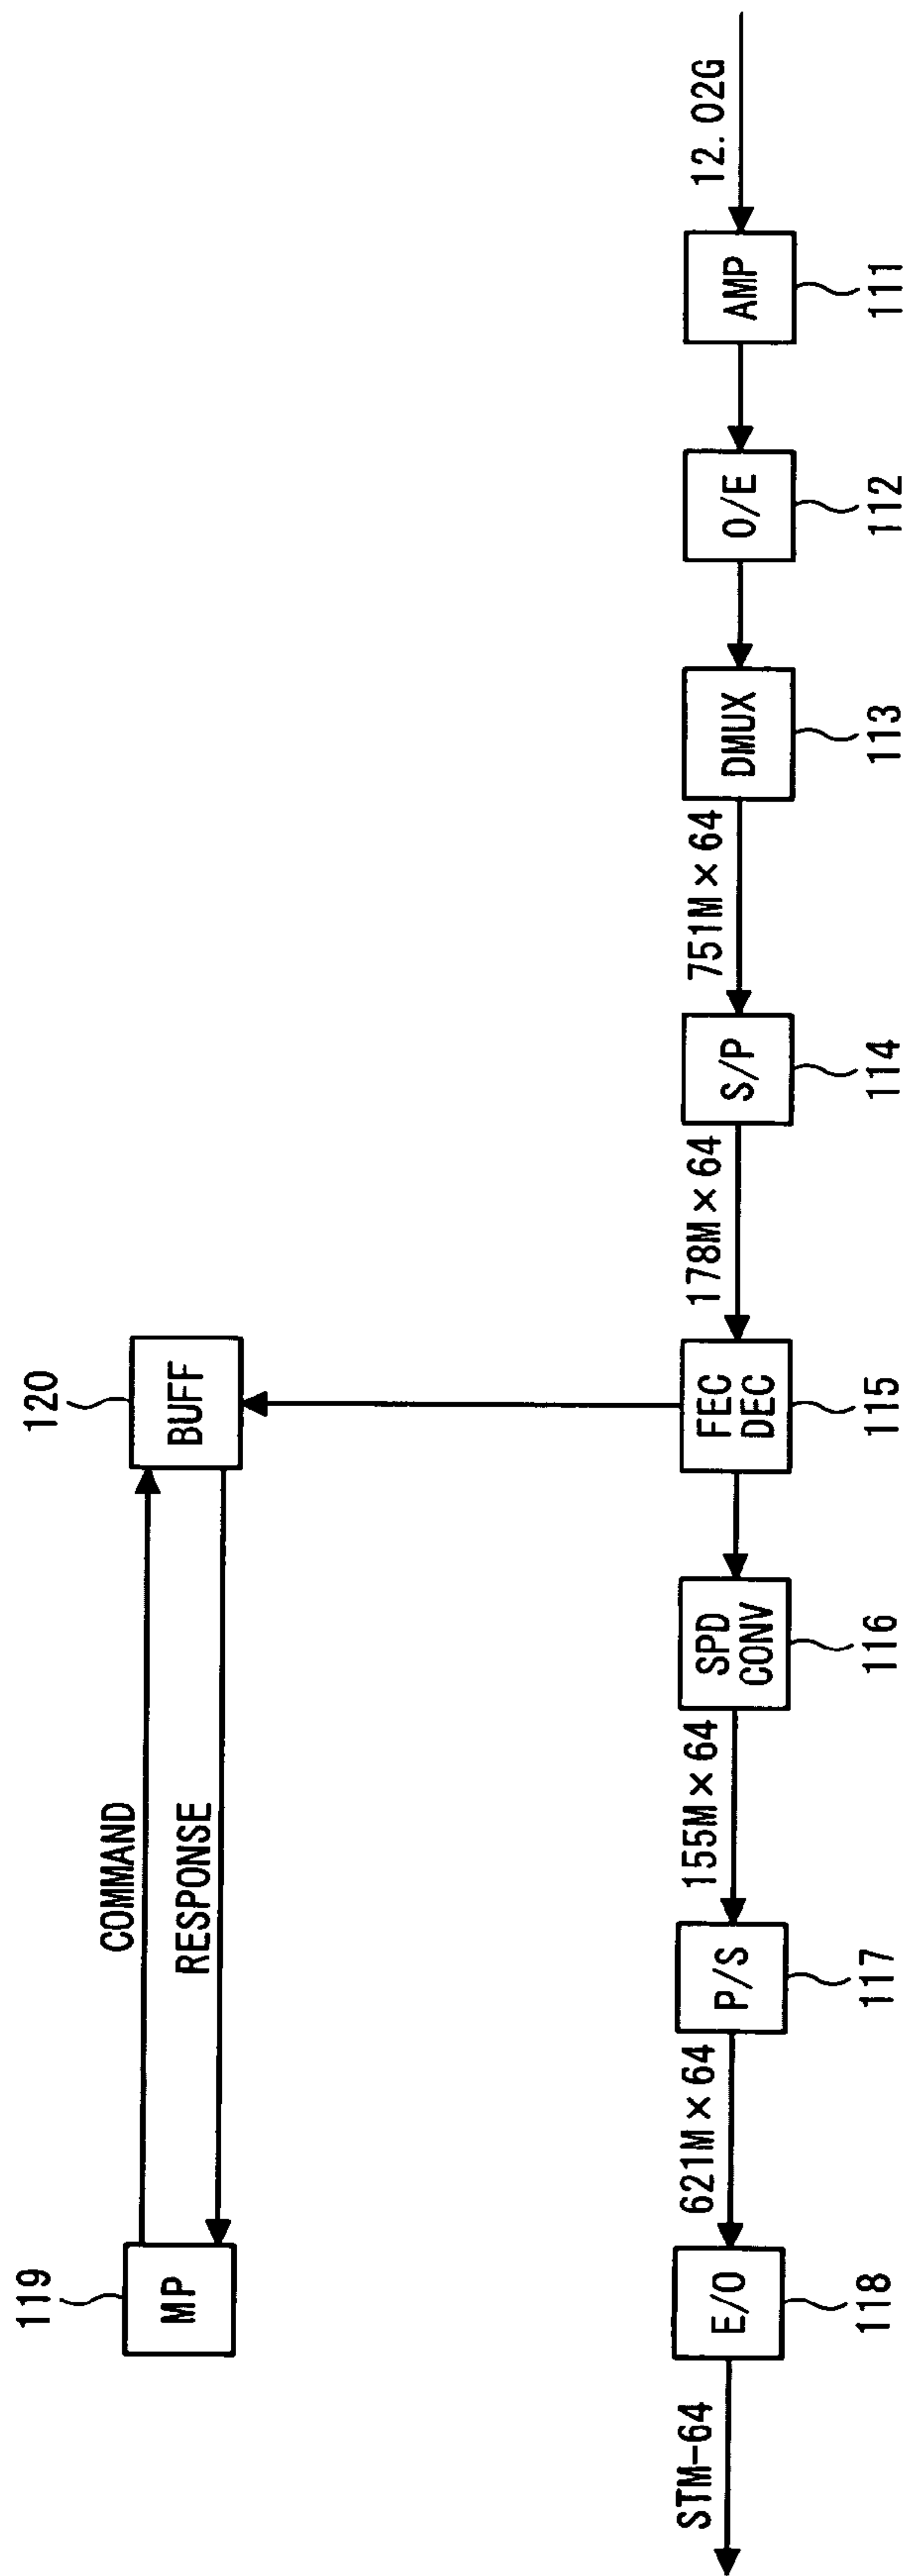 119
MP
COMMAND
RESPONSE
120
BUFF
STM-64
E/O
118
621M×64
P/S
117
155M×64
SPD
CONV
116
FEC
DEC
115
178M×64
S/P
114
751M×64
DMUX
113
O/E
112
AMP
111
12.02G